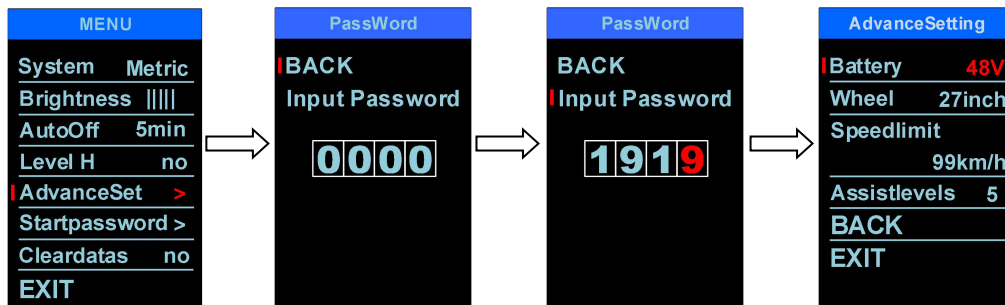 MENU
System Metric
Brightness |||||
AutoOff 5min
Level H no
AdvanceSet >
Startpassword >
Cleardatas no
EXIT
PassWord
BACK
Input Password
0000
PassWord
BACK
Input Password
1919
AdvanceSetting
Battery 48V
Wheel 27inch
Speedlimit
99km/h
Assistlevels 5
BACK
EXIT